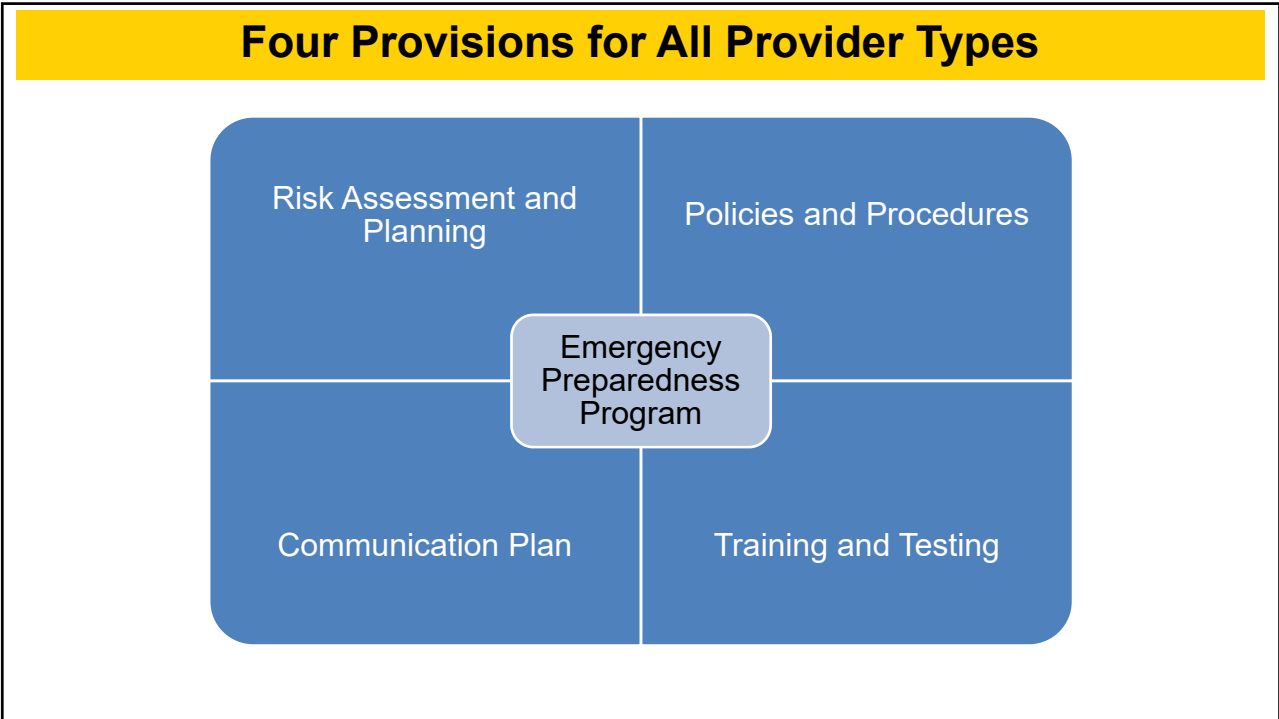 Four Provisions for All Provider Types
Risk Assessment and
Planning
Policies and Procedures
Emergency
Preparedness
Program
Communication Plan
Training and Testing